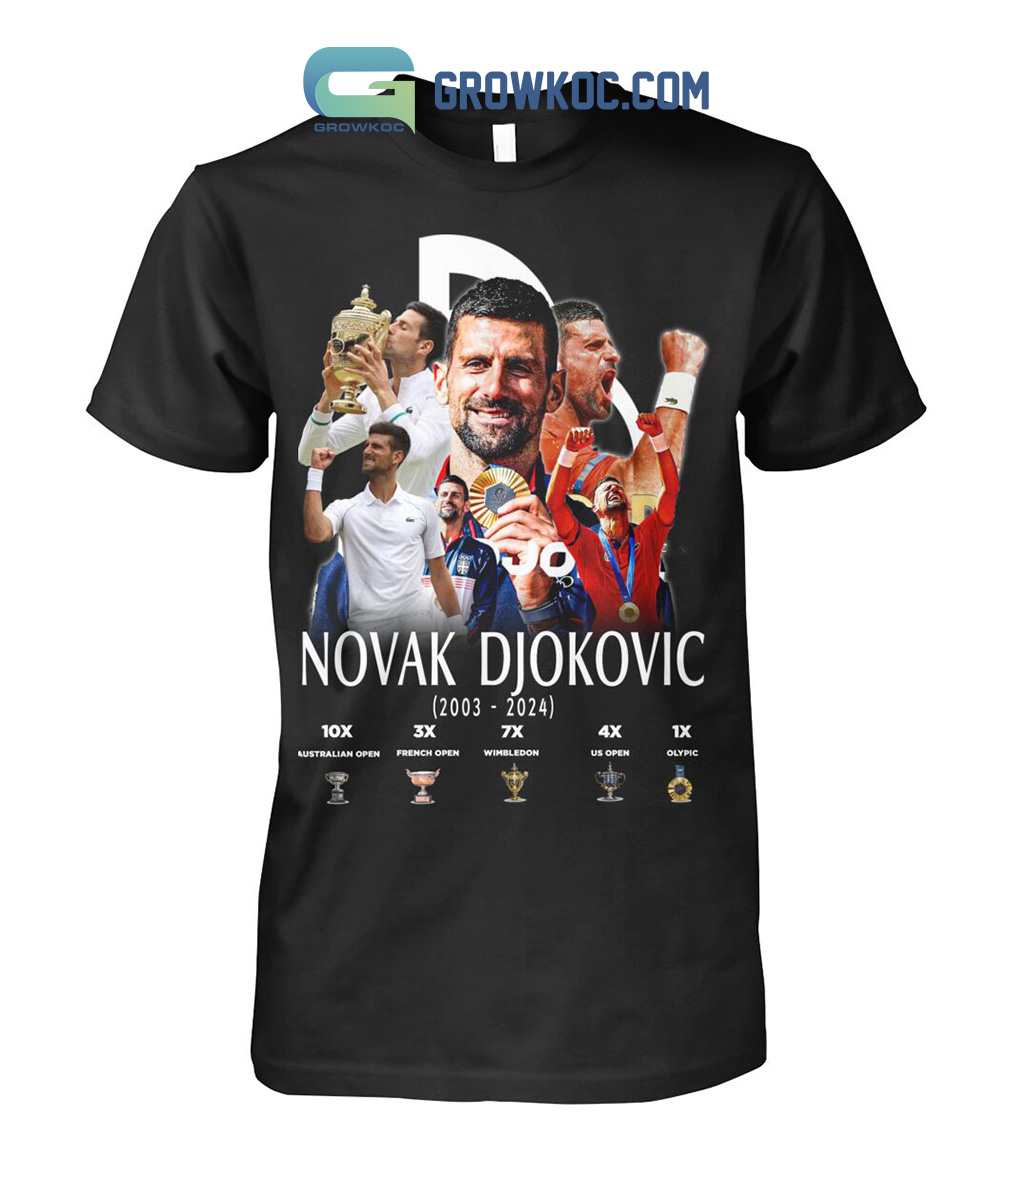 GROWKOC.COM
GROWKOC
NOVAK DJOKOVIC
(2003 - 2024)
10X 3X 7X 4X 1X
AUSTRALIAN OPEN FRENCH OPEN WIMBLEDON US OPEN OLYPIC